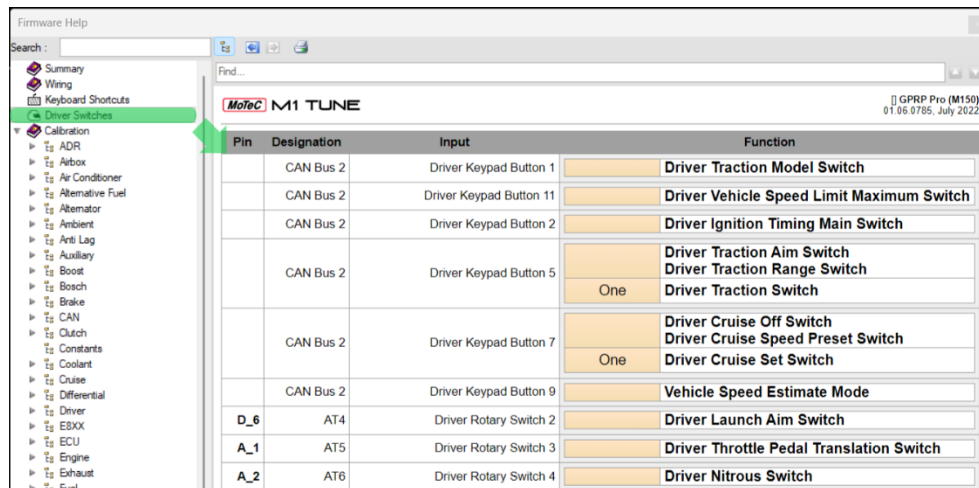 Firmware Help
Search :
Find...
Summary
Wiring
Keyboard Shortcuts
Driver Switches
Calibration
ADR
Airbox
Air Conditioner
Alternative Fuel
Alternator
Ambient
Anti Lag
Auxiliary
Boost
Bosch
Brake
CAN
Clutch
Constants
Coolant
Cruise
Differential
Driver
E8XX
ECU
Engine
Exhaust
Fuel
MoTeC M1 TUNE
[] GPRP Pro (M150)
01.06.0785, July 2022
Pin Designation Input Function
CAN Bus 2 Driver Keypad Button 1 Driver Traction Model Switch
CAN Bus 2 Driver Keypad Button 11 Driver Vehicle Speed Limit Maximum Switch
CAN Bus 2 Driver Keypad Button 2 Driver Ignition Timing Main Switch
CAN Bus 2 Driver Keypad Button 5
Driver Traction Aim Switch
Driver Traction Range Switch
One Driver Traction Switch
CAN Bus 2 Driver Keypad Button 7
Driver Cruise Off Switch
Driver Cruise Speed Preset Switch
One Driver Cruise Set Switch
CAN Bus 2 Driver Keypad Button 9 Vehicle Speed Estimate Mode
D_6 AT4 Driver Rotary Switch 2 Driver Launch Aim Switch
A_1 AT5 Driver Rotary Switch 3 Driver Throttle Pedal Translation Switch
A_2 AT6 Driver Rotary Switch 4 Driver Nitrous Switch